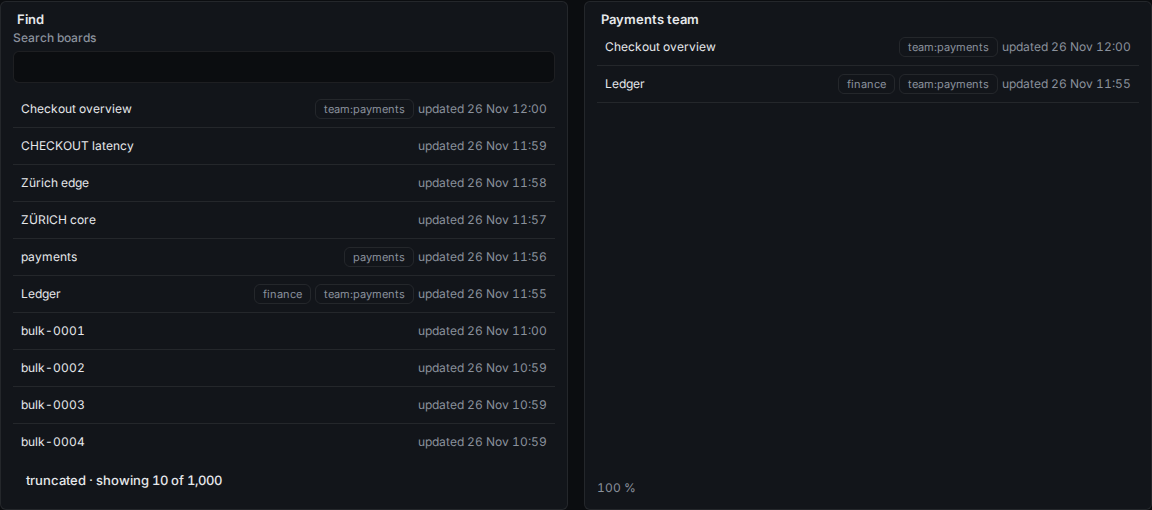 Find
Search boards
Checkout overview team:payments updated 26 Nov 12:00
CHECKOUT latency updated 26 Nov 11:59
Zürich edge updated 26 Nov 11:58
ZÜRICH core updated 26 Nov 11:57
payments payments updated 26 Nov 11:56
Ledger finance team:payments updated 26 Nov 11:55
bulk-0001 updated 26 Nov 11:00
bulk-0002 updated 26 Nov 10:59
bulk-0003 updated 26 Nov 10:59
bulk-0004 updated 26 Nov 10:59
truncated · showing 10 of 1,000
Payments team
Checkout overview team:payments updated 26 Nov 12:00
Ledger finance team:payments updated 26 Nov 11:55
100 %